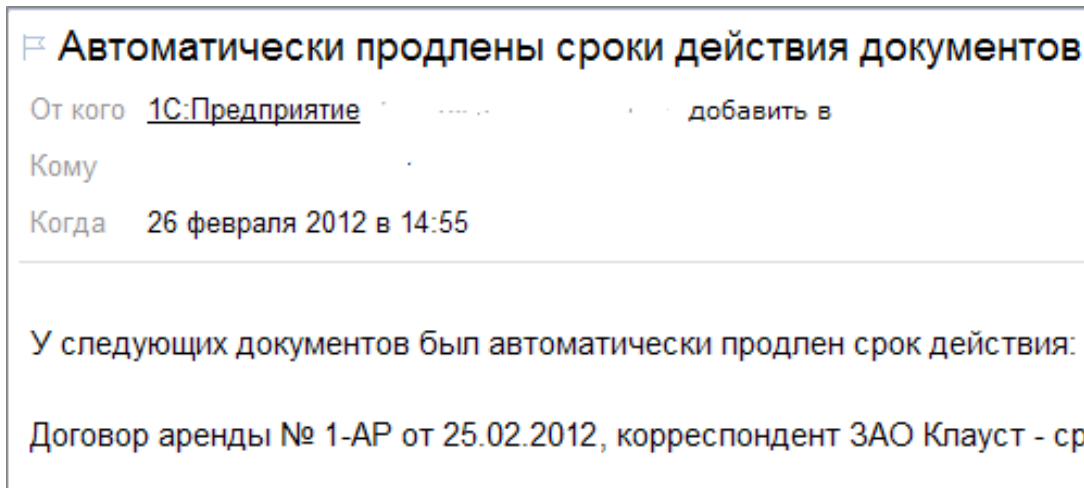 Автоматически продлены сроки действия документов
От кого 1С:Предприятие добавить в
Кому
Когда 26 февраля 2012 в 14:55
У следующих документов был автоматически продлен срок действия:
Договор аренды № 1-АР от 25.02.2012, корреспондент ЗАО Клауст - ср